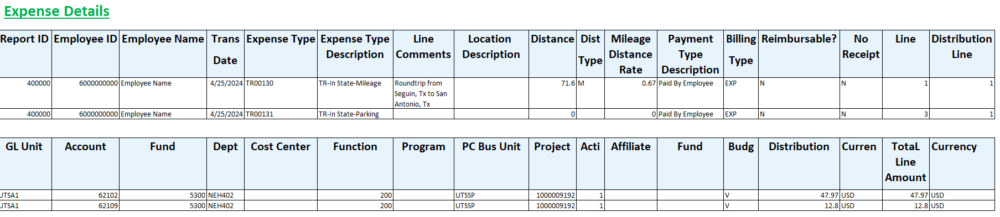 Expense Details
Report ID Employee ID Employee Name Trans Date Expense Type Expense Type Description Line Comments Location Description Distance Dist Type Mileage Distance Rate Payment Type Description Billing Type Reimbursable? No Receipt Line Distribution Line
400000 6000000000 Employee Name 4/25/2024 TR00130 TR-In State-Mileage Roundtrip from Seguin, Tx to San Antonio, Tx 71.6 M 0.67 Paid By Employee EXP N N 1 1
400000 6000000000 Employee Name 4/25/2024 TR00131 TR-In State-Parking 0 0 Paid By Employee EXP N N 3 1
GL Unit Account Fund Dept Cost Center Function Program PC Bus Unit Project Acti Affiliate Fund Budg Distribution Curren TotaL Line Amount Currency
UTSA1 62102 5300 NEH402 200 UTSSP 1000009192 1 V 47.97 USD 47.97 USD
UTSA1 62109 5300 NEH402 200 UTSSP 1000009192 1 V 12.8 USD 12.8 USD